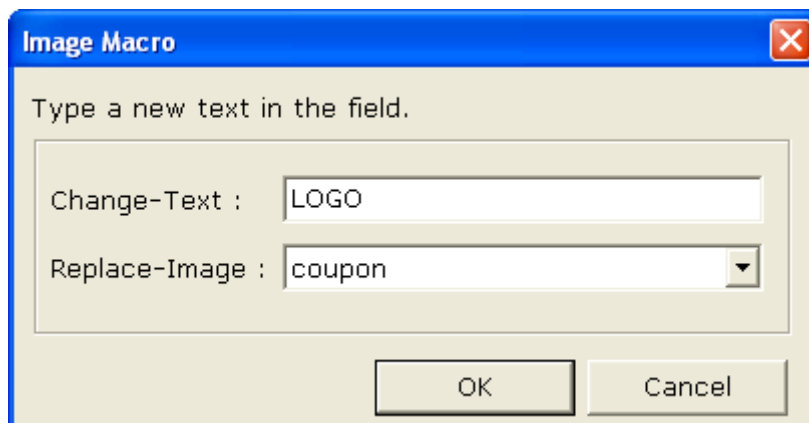 Image Macro
Type a new text in the field.
Change-Text : LOGO
Replace-Image : coupon
OK Cancel